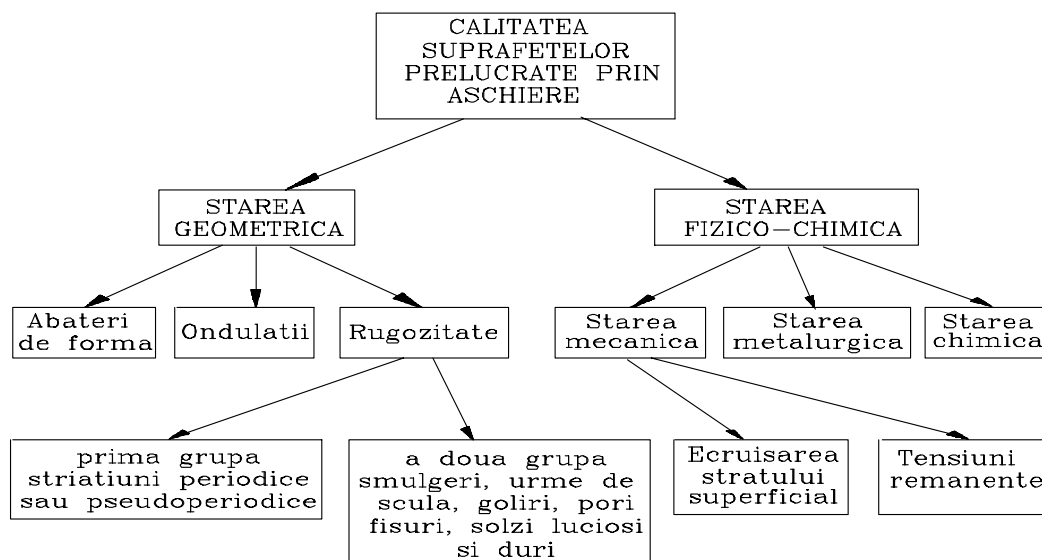 CALITATEA
SUPRAFETELOR
PRELUCRATE PRIN
ASCHIERE
STAREA
GEOMETRICA
STAREA
FIZICO-CHIMICA
Abateri
de forma
Ondulatii
Rugozitate
Starea
mecanica
Starea
metalurgica
Starea
chimica
prima grupa
striatiuni periodice
sau pseudoperiodice
a doua grupa
smulgeri, urme de
scula, goliri, pori
fisuri, solzi luciosi
si duri
Ecruisarea
stratului
superficial
Tensiuni
remanente